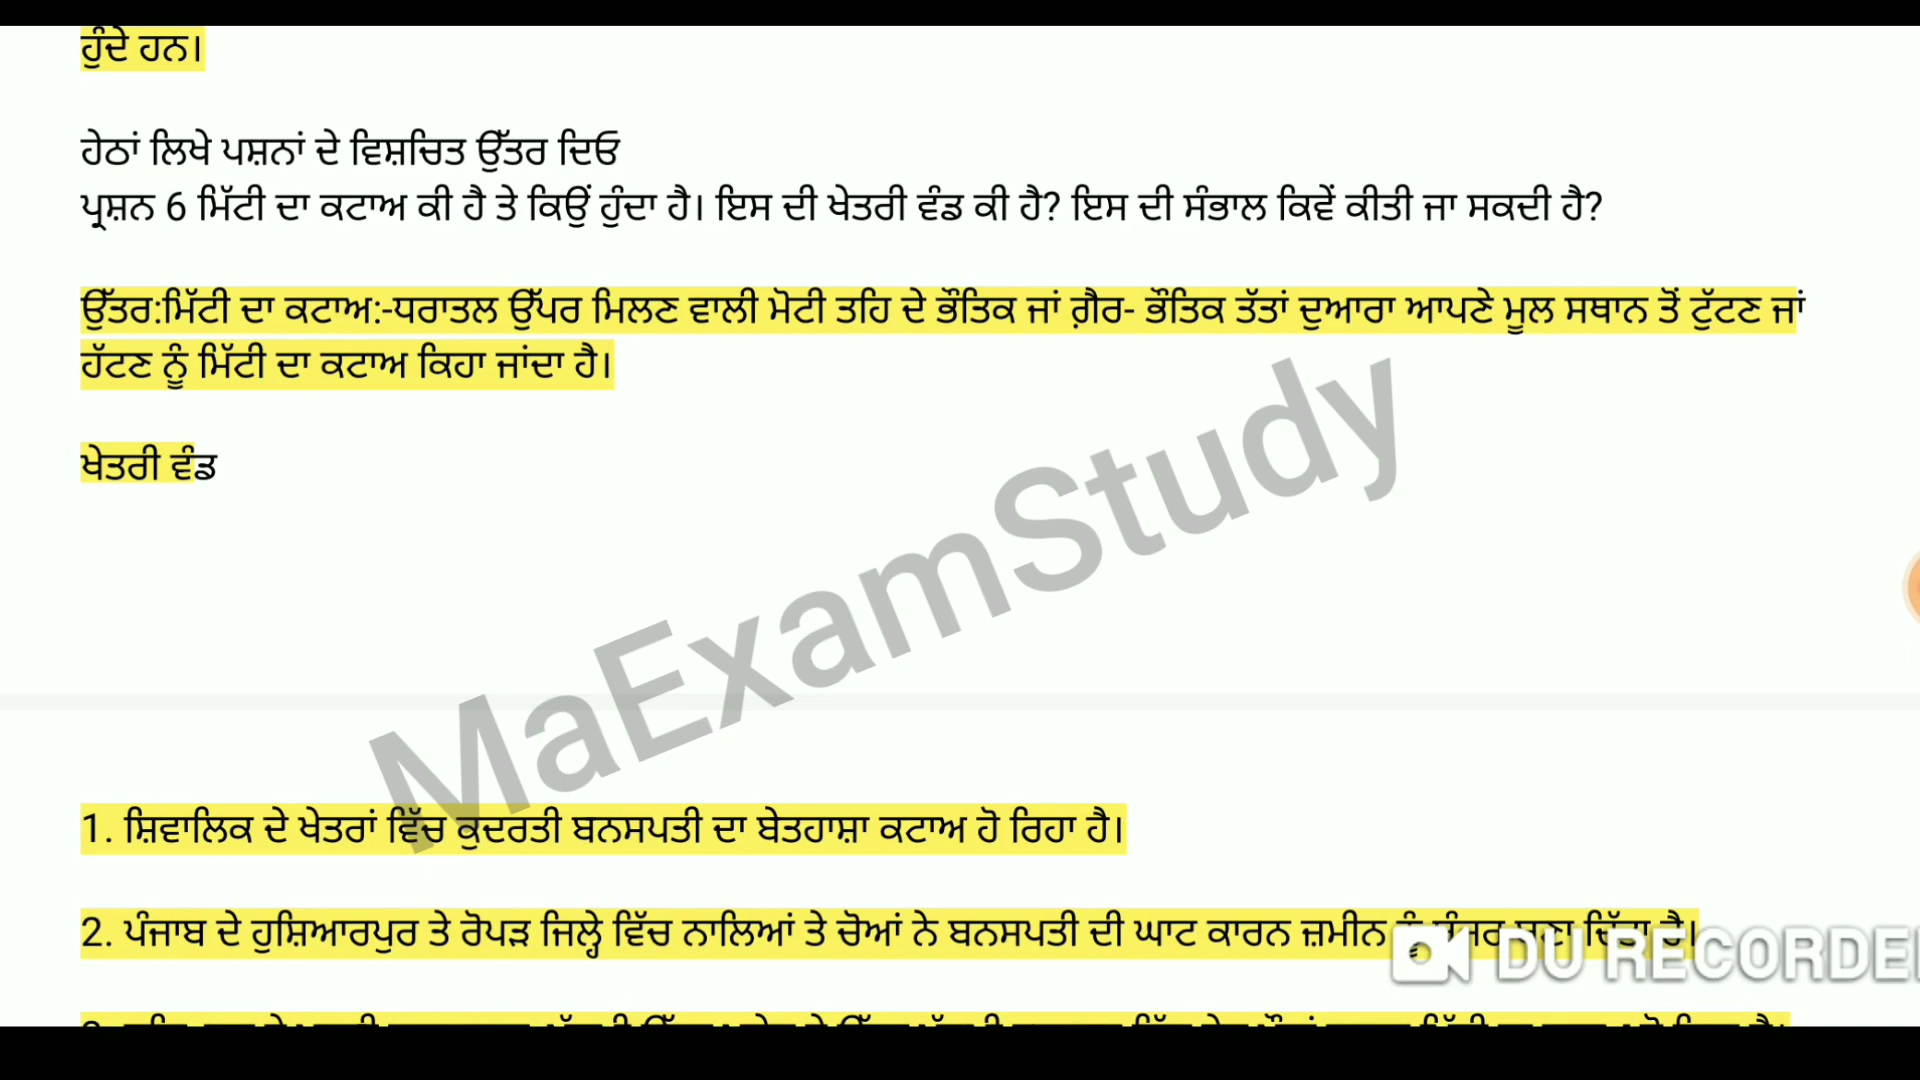 ਹੁੰਦੇ ਹਨ।
ਹੇਠਾਂ ਲਿਖੇ ਪਸ਼ਨਾਂ ਦੇ ਵਿਸ਼ਚਿਤ ਉੱਤਰ ਦਿਓ
ਪ੍ਰਸ਼ਨ 6 ਮਿੱਟੀ ਦਾ ਕਟਾਅ ਕੀ ਹੈ ਤੇ ਕਿਉਂ ਹੁੰਦਾ ਹੈ। ਇਸ ਦੀ ਖੇਤਰੀ ਵੰਡ ਕੀ ਹੈ? ਇਸ ਦੀ ਸੰਭਾਲ ਕਿਵੇਂ ਕੀਤੀ ਜਾ ਸਕਦੀ ਹੈ?
ਉੱਤਰ:ਮਿੱਟੀ ਦਾ ਕਟਾਅ:-ਧਰਾਤਲ ਉੱਪਰ ਮਿਲਣ ਵਾਲੀ ਮੋਟੀ ਤਹਿ ਦੇ ਭੌਤਿਕ ਜਾਂ ਗ਼ੈਰ- ਭੌਤਿਕ ਤੱਤਾਂ ਦੁਆਰਾ ਆਪਣੇ ਮੂਲ ਸਥਾਨ ਤੋਂ ਟੁੱਟਣ ਜਾਂ
ਹੱਟਣ ਨੂੰ ਮਿੱਟੀ ਦਾ ਕਟਾਅ ਕਿਹਾ ਜਾਂਦਾ ਹੈ।
ਖੇਤਰੀ ਵੰਡ
MaExamStudy
1. ਸ਼ਿਵਾਲਿਕ ਦੇ ਖੇਤਰਾਂ ਵਿੱਚ ਕੁਦਰਤੀ ਬਨਸਪਤੀ ਦਾ ਬੇਤਹਾਸ਼ਾ ਕਟਾਅ ਹੋ ਰਿਹਾ ਹੈ।
2. ਪੰਜਾਬ ਦੇ ਹੁਸ਼ਿਆਰਪੁਰ ਤੇ ਰੋਪੜ ਜਿਲ੍ਹੇ ਵਿੱਚ ਨਾਲਿਆਂ ਤੇ ਚੋਆਂ ਨੇ ਬਨਸਪਤੀ ਦੀ ਘਾਟ ਕਾਰਨ ਜ਼ਮੀਨ ਨੂੰ ਬੰਜਰ ਬਣਾ ਦਿੱਤਾ ਹੈ।
DU RECORDE